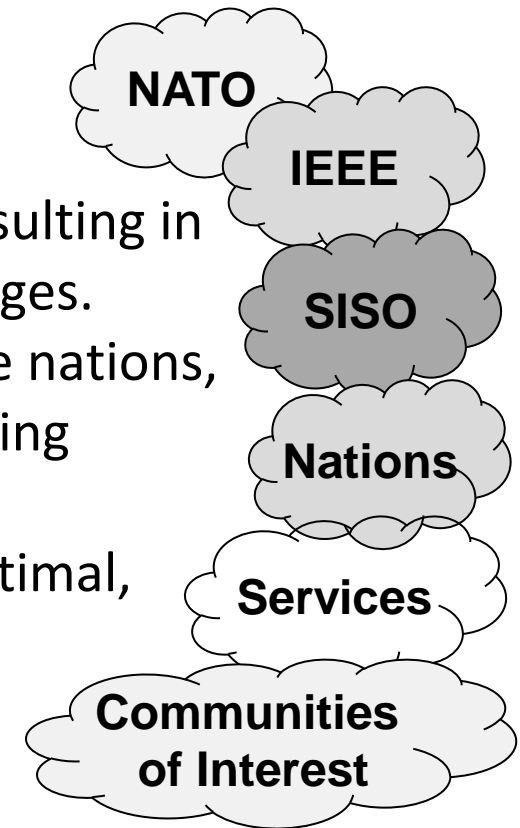 NATO
IEEE
sulting in
ges.
SISO
e nations,
ing
Nations
timal,
Services
Communities
of Interest